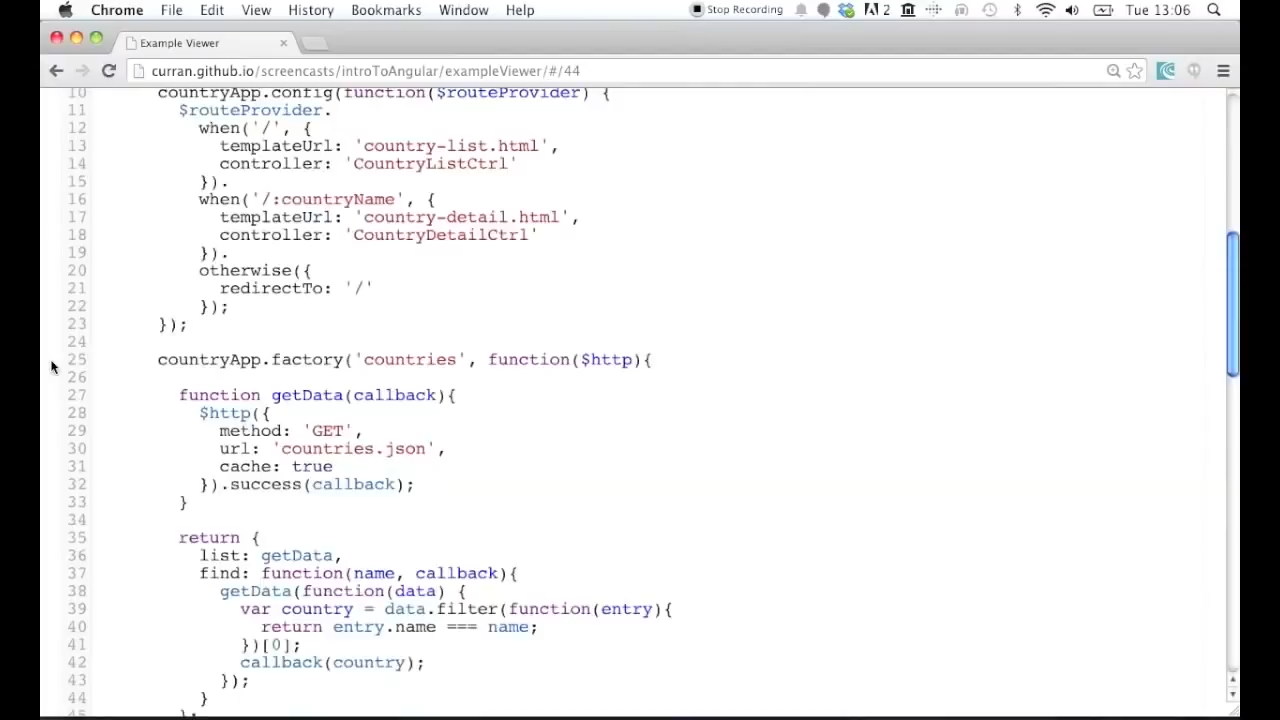 Chrome File Edit View History Bookmarks Window Help Stop Recording 2 Tue 13:06
Example Viewer
curran.github.io/screencasts/introToAngular/exampleViewer/#/44
10 countryApp.config(function($routeProvider) {
11 $routeProvider.
12 when('/', {
13 templateUrl: 'country-list.html',
14 controller: 'CountryListCtrl'
15 }).
16 when('/:countryName', {
17 templateUrl: 'country-detail.html',
18 controller: 'CountryDetailCtrl'
19 }).
20 otherwise({
21 redirectTo: '/'
22 });
23 });
24
25 countryApp.factory('countries', function($http){
26
27 function getData(callback){
28 $http({
29 method: 'GET',
30 url: 'countries.json',
31 cache: true
32 }).success(callback);
33 }
34
35 return {
36 list: getData,
37 find: function(name, callback){
38 getData(function(data) {
39 var country = data.filter(function(entry){
40 return entry.name === name;
41 })[0];
42 callback(country);
43 });
44 }